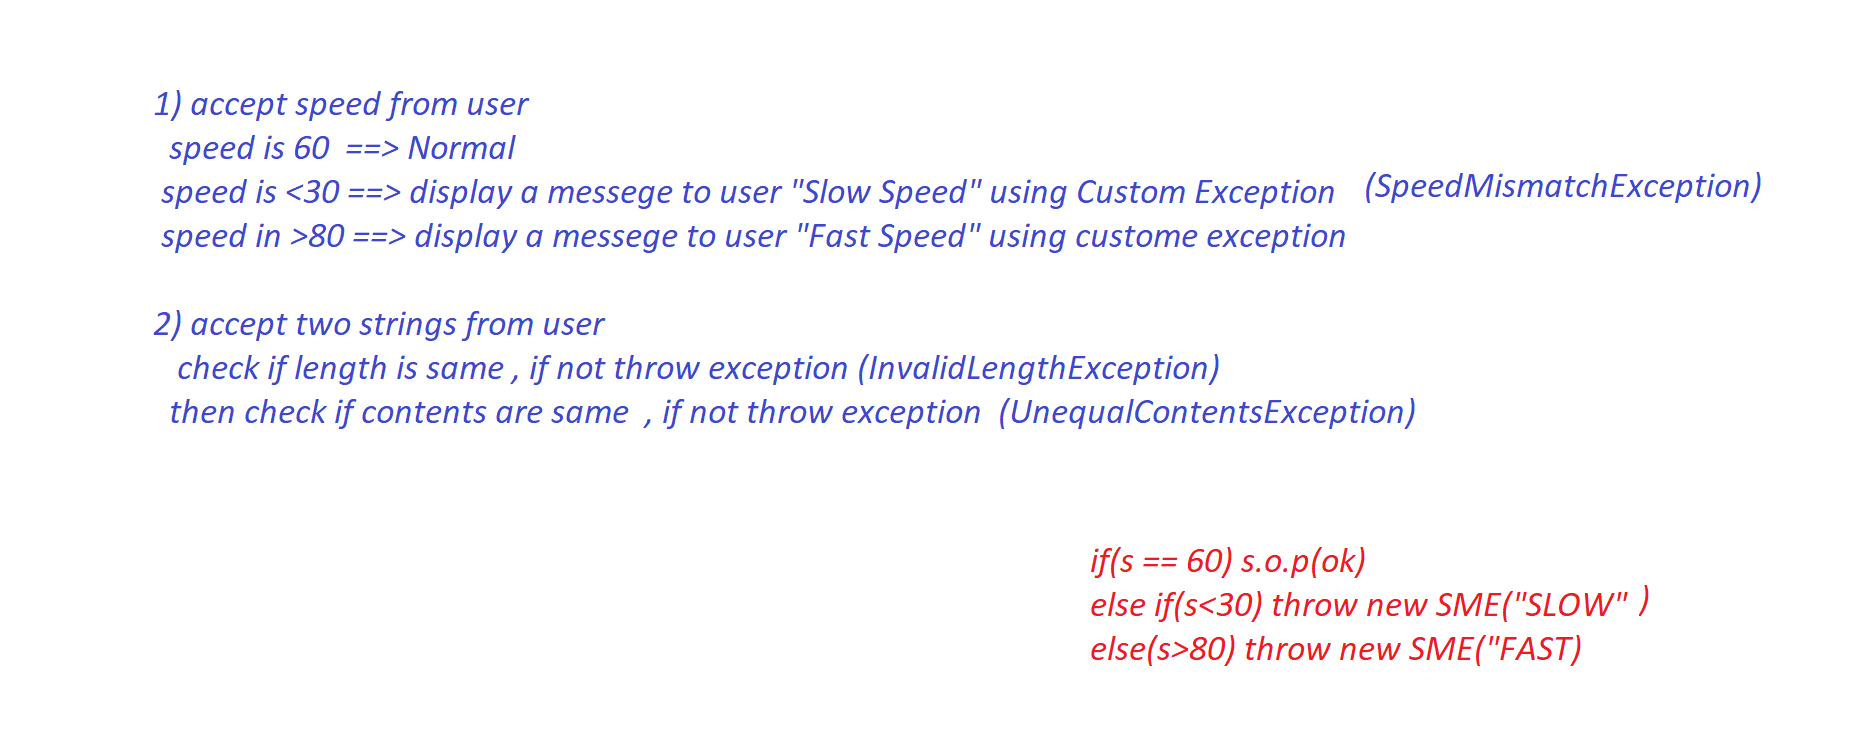 1) accept speed from user
speed is 60 ==> Normal
speed is <30 ==> display a messege to user "Slow Speed" using Custom Exception (SpeedMismatchException)
speed in >80 ==> display a messege to user "Fast Speed" using custome exception
2) accept two strings from user
check if length is same , if not throw exception (InvalidLengthException)
then check if contents are same , if not throw exception (UnequalContentsException)
if(s == 60) s.o.p(ok)
else if(s<30) throw new SME("SLOW" )
else(s>80) throw new SME("FAST)